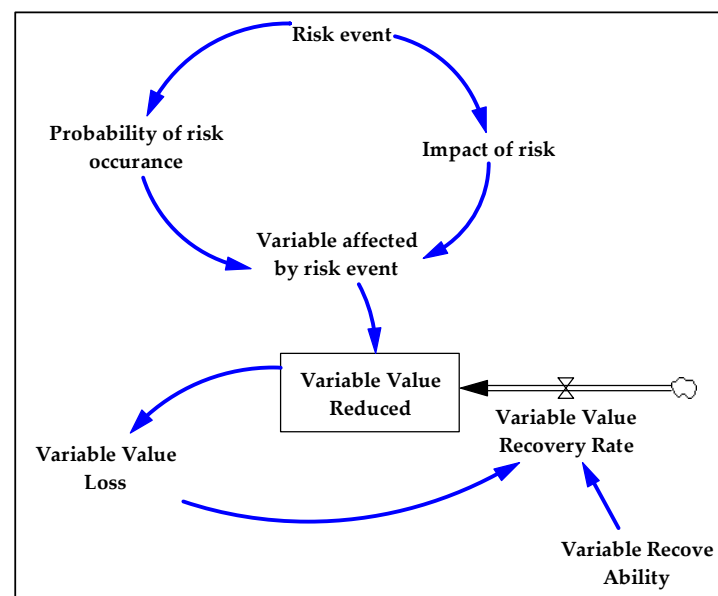 Risk event
Probability of risk
occurance
Impact of risk
Variable affected
by risk event
Variable Value
Reduced
Variable Value
Recovery Rate
Variable Value
Loss
Variable Recove
Ability